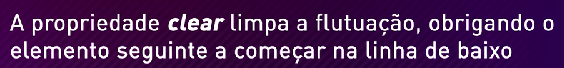 A propriedade clear limpa a flutuação, obrigando o
elemento seguinte a começar na linha de baixo